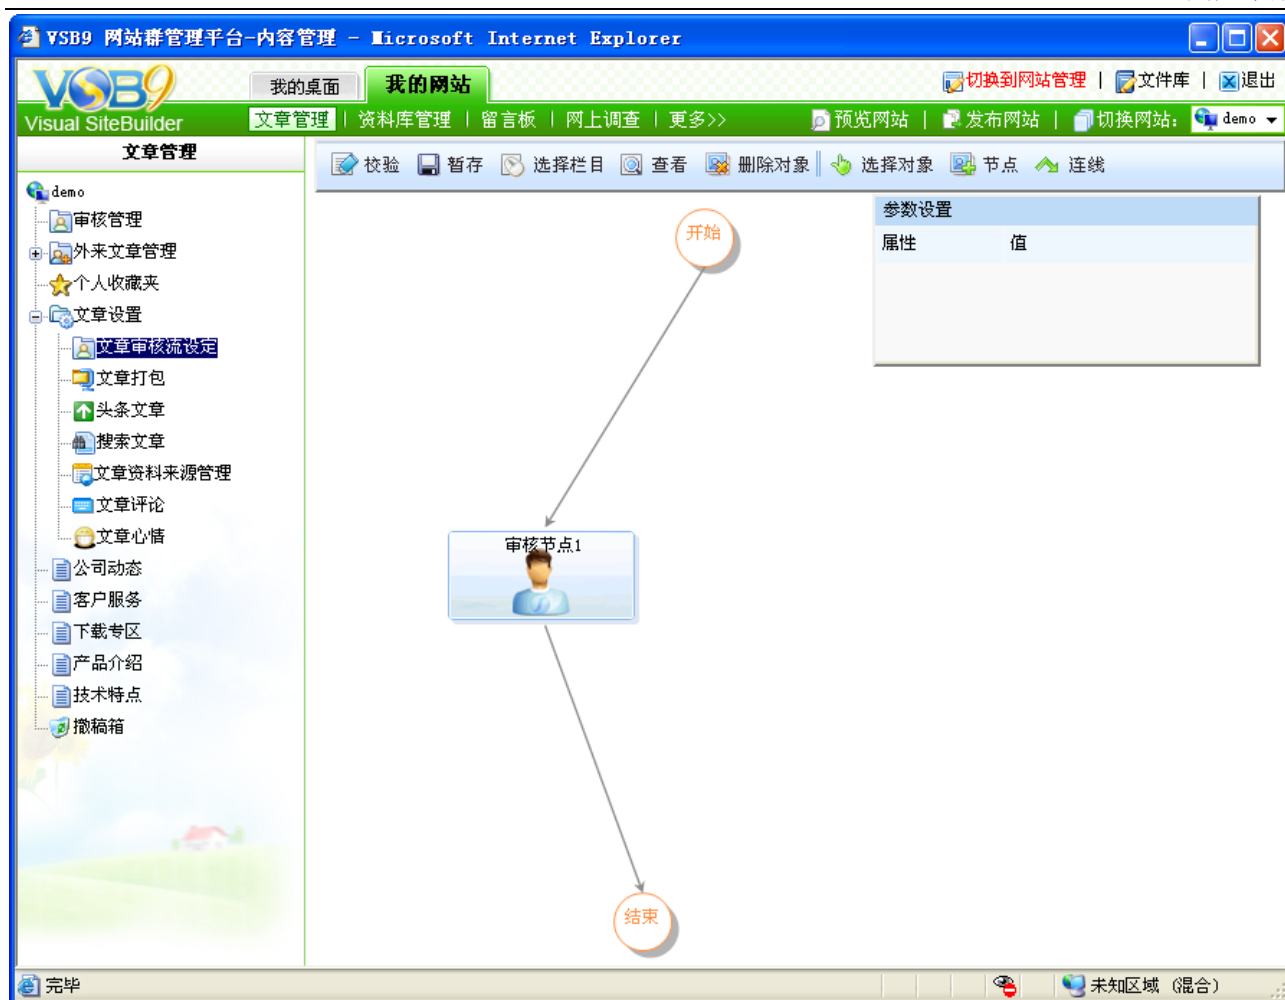 VSB9 网站群管理平台-内容管理 - Microsoft Internet Explorer
VSB9
Visual SiteBuilder
我的桌面 我的网站
切换到网站管理 | 文件库 | 退出
文章管理 | 资料库管理 | 留言板 | 网上调查 | 更多>> 预览网站 | 发布网站 | 切换网站: demo
文章管理
校验 暂存 选择栏目 查看 删除对象 选择对象 节点 连线
demo
审核管理
外来文章管理
个人收藏夹
文章设置
文章审核流设定
文章打包
头条文章
搜索文章
文章资料来源管理
文章评论
文章心情
公司动态
客户服务
下载专区
产品介绍
技术特点
撤稿箱
开始
参数设置
属性 值
审核节点1
结束
完毕
未知区域 (混合)